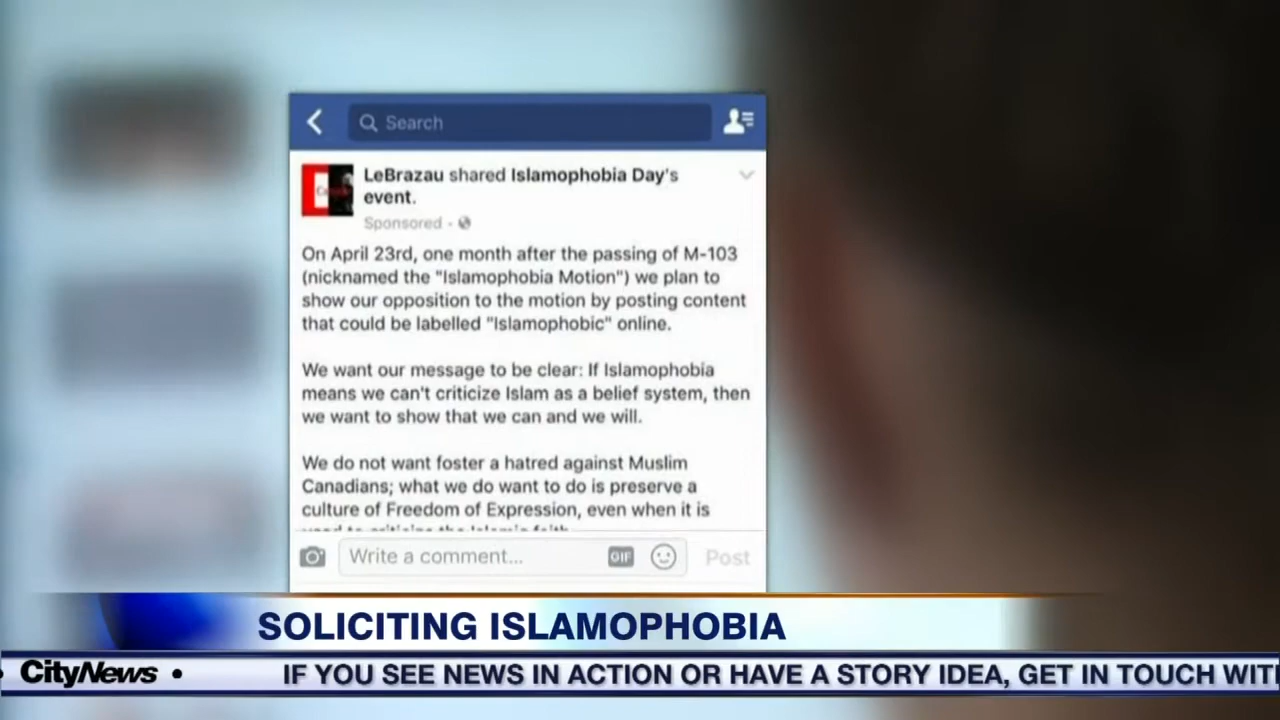 Search
LeBrazau shared Islamophobia Day's
event.
Sponsored
On April 23rd, one month after the passing of M-103
(nicknamed the "Islamophobia Motion") we plan to
show our opposition to the motion by posting content
that could be labelled "Islamophobic" online.
We want our message to be clear: If Islamophobia
means we can't criticize Islam as a belief system, then
we want to show that we can and we will.
We do not want foster a hatred against Muslim
Canadians; what we do want to do is preserve a
culture of Freedom of Expression, even when it is
Write a comment...
GIF
Post
SOLICITING ISLAMOPHOBIA
CityNews
IF YOU SEE NEWS IN ACTION OR HAVE A STORY IDEA, GET IN TOUCH WIT